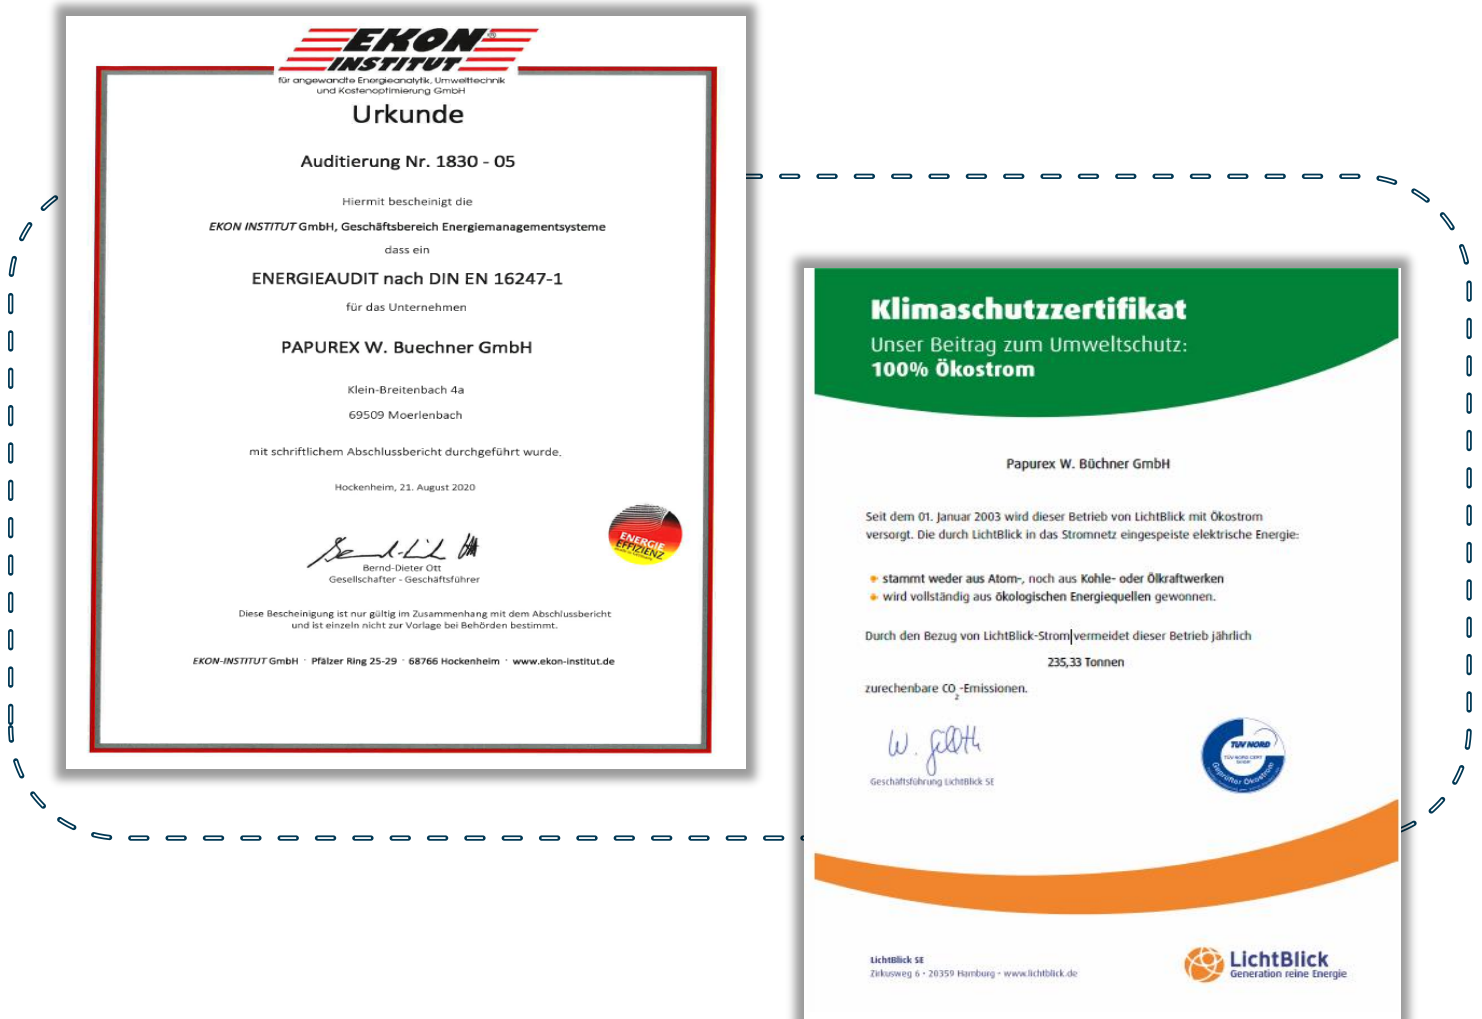 EKON®
INSTITUT
für angewandte Energieanalytik, Umwelttechnik
und Kostenoptimierung GmbH
Urkunde
Auditierung Nr. 1830 - 05
Hiermit bescheinigt die
EKON INSTITUT GmbH, Geschäftsbereich Energiemanagementsysteme
dass ein
ENERGIEAUDIT nach DIN EN 16247-1
für das Unternehmen
PAPUREX W. Buechner GmbH
Klein-Breitenbach 4a
69509 Moerlenbach
mit schriftlichem Abschlussbericht durchgeführt wurde.
Hockenheim, 21. August 2020
ENERGIE
EFFIZIENZ
Bernd-Dieter Ott
Gesellschafter - Geschäftsführer
Diese Bescheinigung ist nur gültig im Zusammenhang mit dem Abschlussbericht
und ist einzeln nicht zur Vorlage bei Behörden bestimmt.
EKON-INSTITUT GmbH · Pfälzer Ring 25-29 · 68766 Hockenheim · www.ekon-institut.de
Klimaschutzzertifikat
Unser Beitrag zum Umweltschutz:
100% Ökostrom
Papurex W. Büchner GmbH
Seit dem 01. Januar 2003 wird dieser Betrieb von LichtBlick mit Ökostrom
versorgt. Die durch LichtBlick in das Stromnetz eingespeiste elektrische Energie:
stammt weder aus Atom-, noch aus Kohle- oder Ölkraftwerken
wird vollständig aus ökologischen Energiequellen gewonnen.
Durch den Bezug von LichtBlick-Strom vermeidet dieser Betrieb jährlich
235,33 Tonnen
zurechenbare CO2-Emissionen.
Geschäftsführung LichtBlick SE
TÜV NORD
TÜV NORD CERT
GmbH
Geprüfter Ökostrom
LichtBlick SE
Zirkusweg 6 · 20359 Hamburg · www.lichtblick.de
LichtBlick
Generation reine Energie